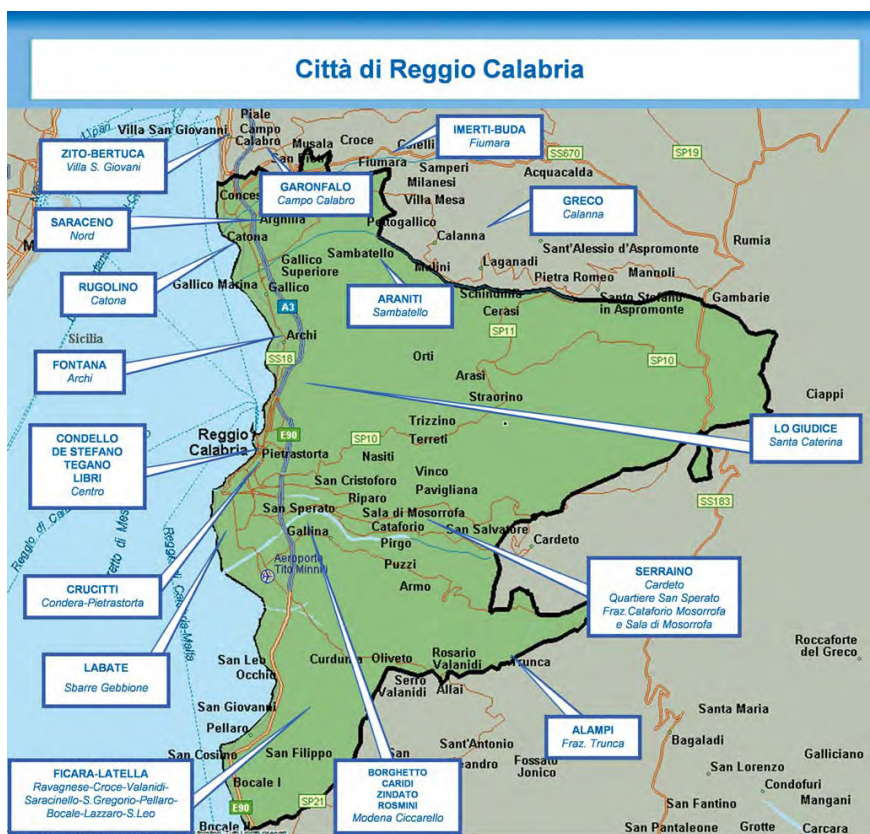 Città di Reggio Calabria
Piale
Villa San Giovanni
Campo
Calabro
Musala
Croce
Fiumara
SS670
SP19
Acquacalda
ZITO-BERTUCA
Villa S. Giovani
GARONFALO
Campo Calabro
IMERTI-BUDA
Fiumara
Samperi
Milanesi
Villa Mesa
GRECO
Calanna
SARACENO
Nord
Catona
Calanna
Sant'Alessio d'Aspromonte
Rumia
Sambatello
Laganadi
Mannoli
Pietra Romeo
Gallico
Superiore
RUGOLINO
Catona
Gallico Marina
Gallico
ARANITI
Sambatello
Schindilifa
Cerasi
Santo Stefano
in Aspromonte
Gambarie
A3
SP11
Sicilia
Archi
FONTANA
Archi
SS18
Orti
SP10
Arasi
Straorino
Ciappi
Trizzino
Terreti
LO GIUDICE
Santa Caterina
CONDELLO
DE STEFANO
TEGANO
LIBRI
Centro
Reggio
Calabria
E90
SP10
Pietrastorta
Nasiti
Vinco
Pavigliana
San Cristoforo
Riparo
SS183
San Sperato
Sala di Mosorrofa
Cataforio
San Salvatore
Gallina
Pirgo
Cardeto
Aeroporto
Tito Minniti
Puzzi
Armo
CRUCITTI
Condera-Pietrastorta
SERRAINO
Cardeto
Quartiere San Sperato
Fraz.Cataforio Mosorrofa
e Sala di Mosorrofa
LABATE
Sbarre Gebbione
San Leo
Occhio
Oliveto
Rosario
Valanidi
Trunca
Roccaforte
del Greco
Serro
Valanidi
Allai
San Giovanni
Pellaro
ALAMPI
Fraz. Trunca
Santa Maria
Bagaladi
San Cosimo
San Filippo
Sant'Antonio
Fossato
Jonico
Galliciano
San Lorenzo
FICARA-LATELLA
Ravagnese-Croce-Valanidi-
Saracinello-S.Gregorio-Pellaro-
Bocale-Lazzaro-S.Leo
BORGHETTO
CARIDI
ZINDATO
ROSMINI
Modena Ciccarello
Bocale I
SP21
E90
Condofuri
San Fantino
Mangani
San Pantaleone
Grotte
Carcara